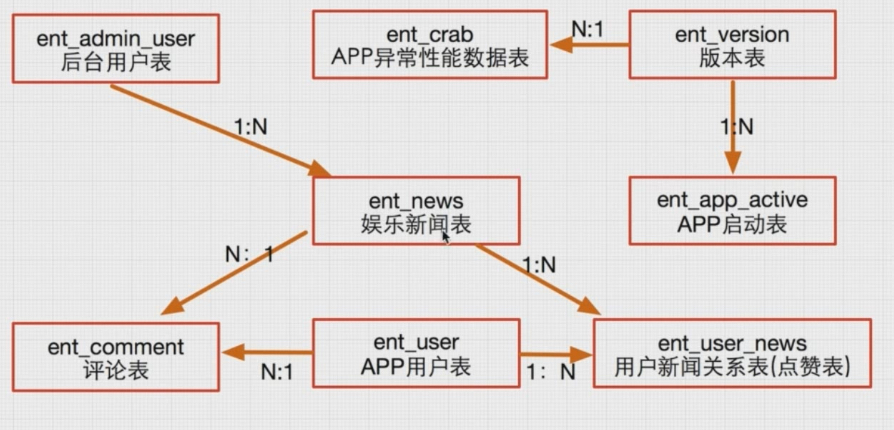 ent_admin_user
后台用户表
ent_crab
APP异常性能数据表
N:1
ent_version
版本表
1:N
1:N
ent_news
娱乐新闻表
ent_app_active
APP启动表
N：1
1:N
ent_comment
评论表
N:1
ent_user
APP用户表
1：N
ent_user_news
用户新闻关系表(点赞表)